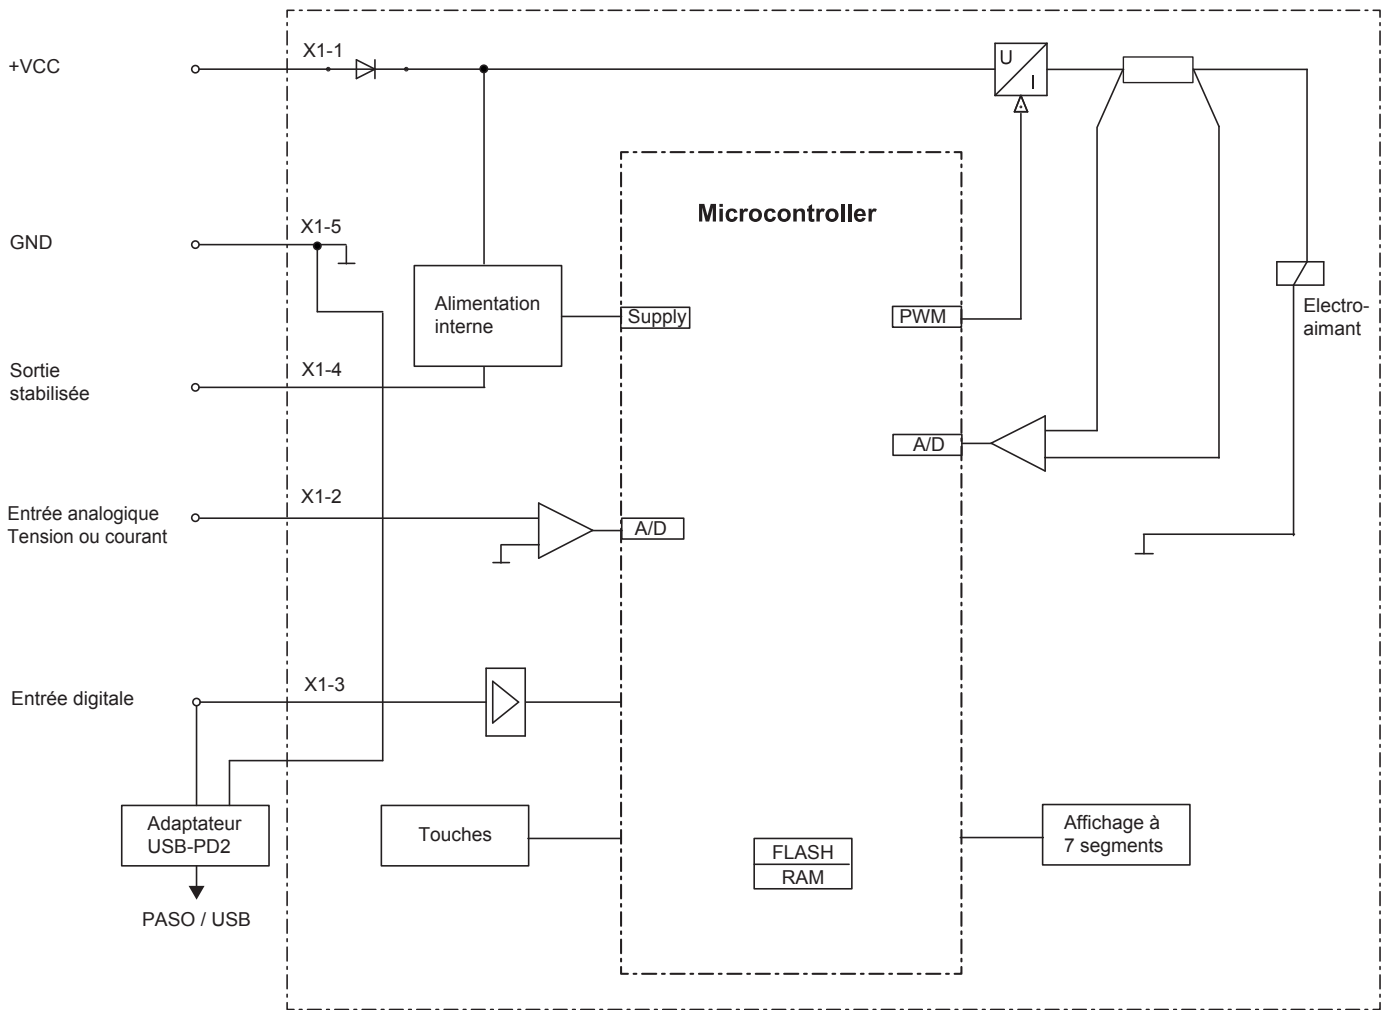 +VCC
X1-1
U
I
Microcontroller
GND
X1-5
Alimentation
interne
Supply
PWM
Electro-
aimant
Sortie
stabilisée
X1-4
A/D
Entrée analogique
Tension ou courant
X1-2
A/D
Entrée digitale
X1-3
Adaptateur
USB-PD2
Touches
FLASH
RAM
Affichage à
7 segments
PASO / USB